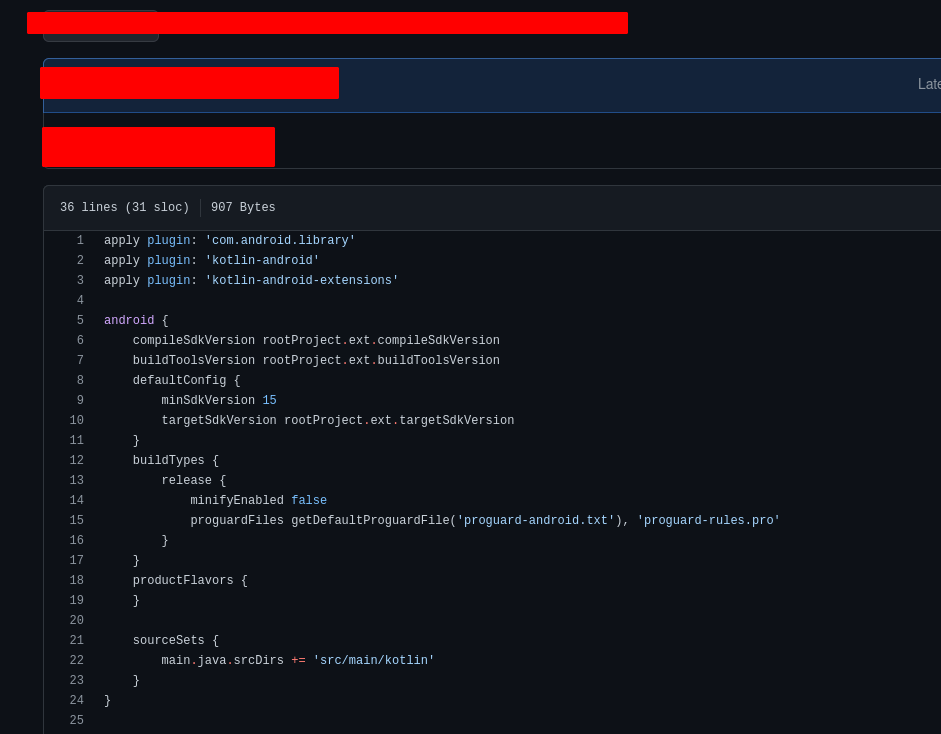 Late
36 lines (31 sloc) 907 Bytes
1 apply plugin: 'com.android.library'
2 apply plugin: 'kotlin-android'
3 apply plugin: 'kotlin-android-extensions'
4
5 android {
6     compileSdkVersion rootProject.ext.compileSdkVersion
7     buildToolsVersion rootProject.ext.buildToolsVersion
8     defaultConfig {
9         minSdkVersion 15
10         targetSdkVersion rootProject.ext.targetSdkVersion
11     }
12     buildTypes {
13         release {
14             minifyEnabled false
15             proguardFiles getDefaultProguardFile('proguard-android.txt'), 'proguard-rules.pro'
16         }
17     }
18     productFlavors {
19     }
20
21     sourceSets {
22         main.java.srcDirs += 'src/main/kotlin'
23     }
24 }
25